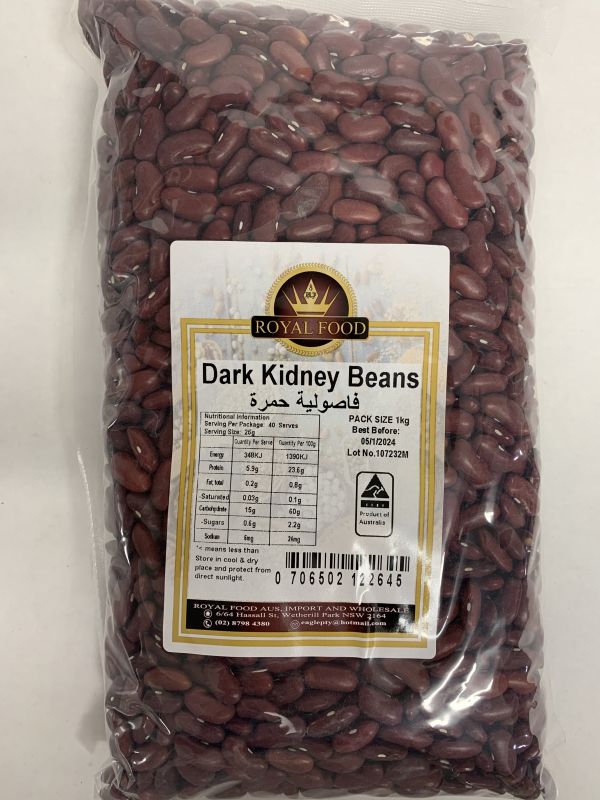 ROYAL FOOD
Dark Kidney Beans
فاصولية حمرة
Nutritional Information
Serving Per Package: 40 Serves
Serving Size: 25g
Quantity Per Serve Quantity Per 100g
Energy 348KJ 1390KJ
Protein 5.9g 23.6g
Fat, total 0.2g 0.8g
-Saturated 0.03g 0.1g
Carbohydrate 15g 60g
-Sugars 0.6g 2.2g
Sodium 6mg 26mg
PACK SIZE 1kg
Best Before:
05/1/2024
Lot No.107232M
Product of
Australia
"< means less than
Store in cool & dry
place and protect from
direct sunlight.
0 706502 122645
ROYAL FOOD AUS, IMPORT AND WHOLESALE
6/64 Hassall St, Wetherill Park NSW 2164
(02) 8798 4380 eaglepty@hotmail.com